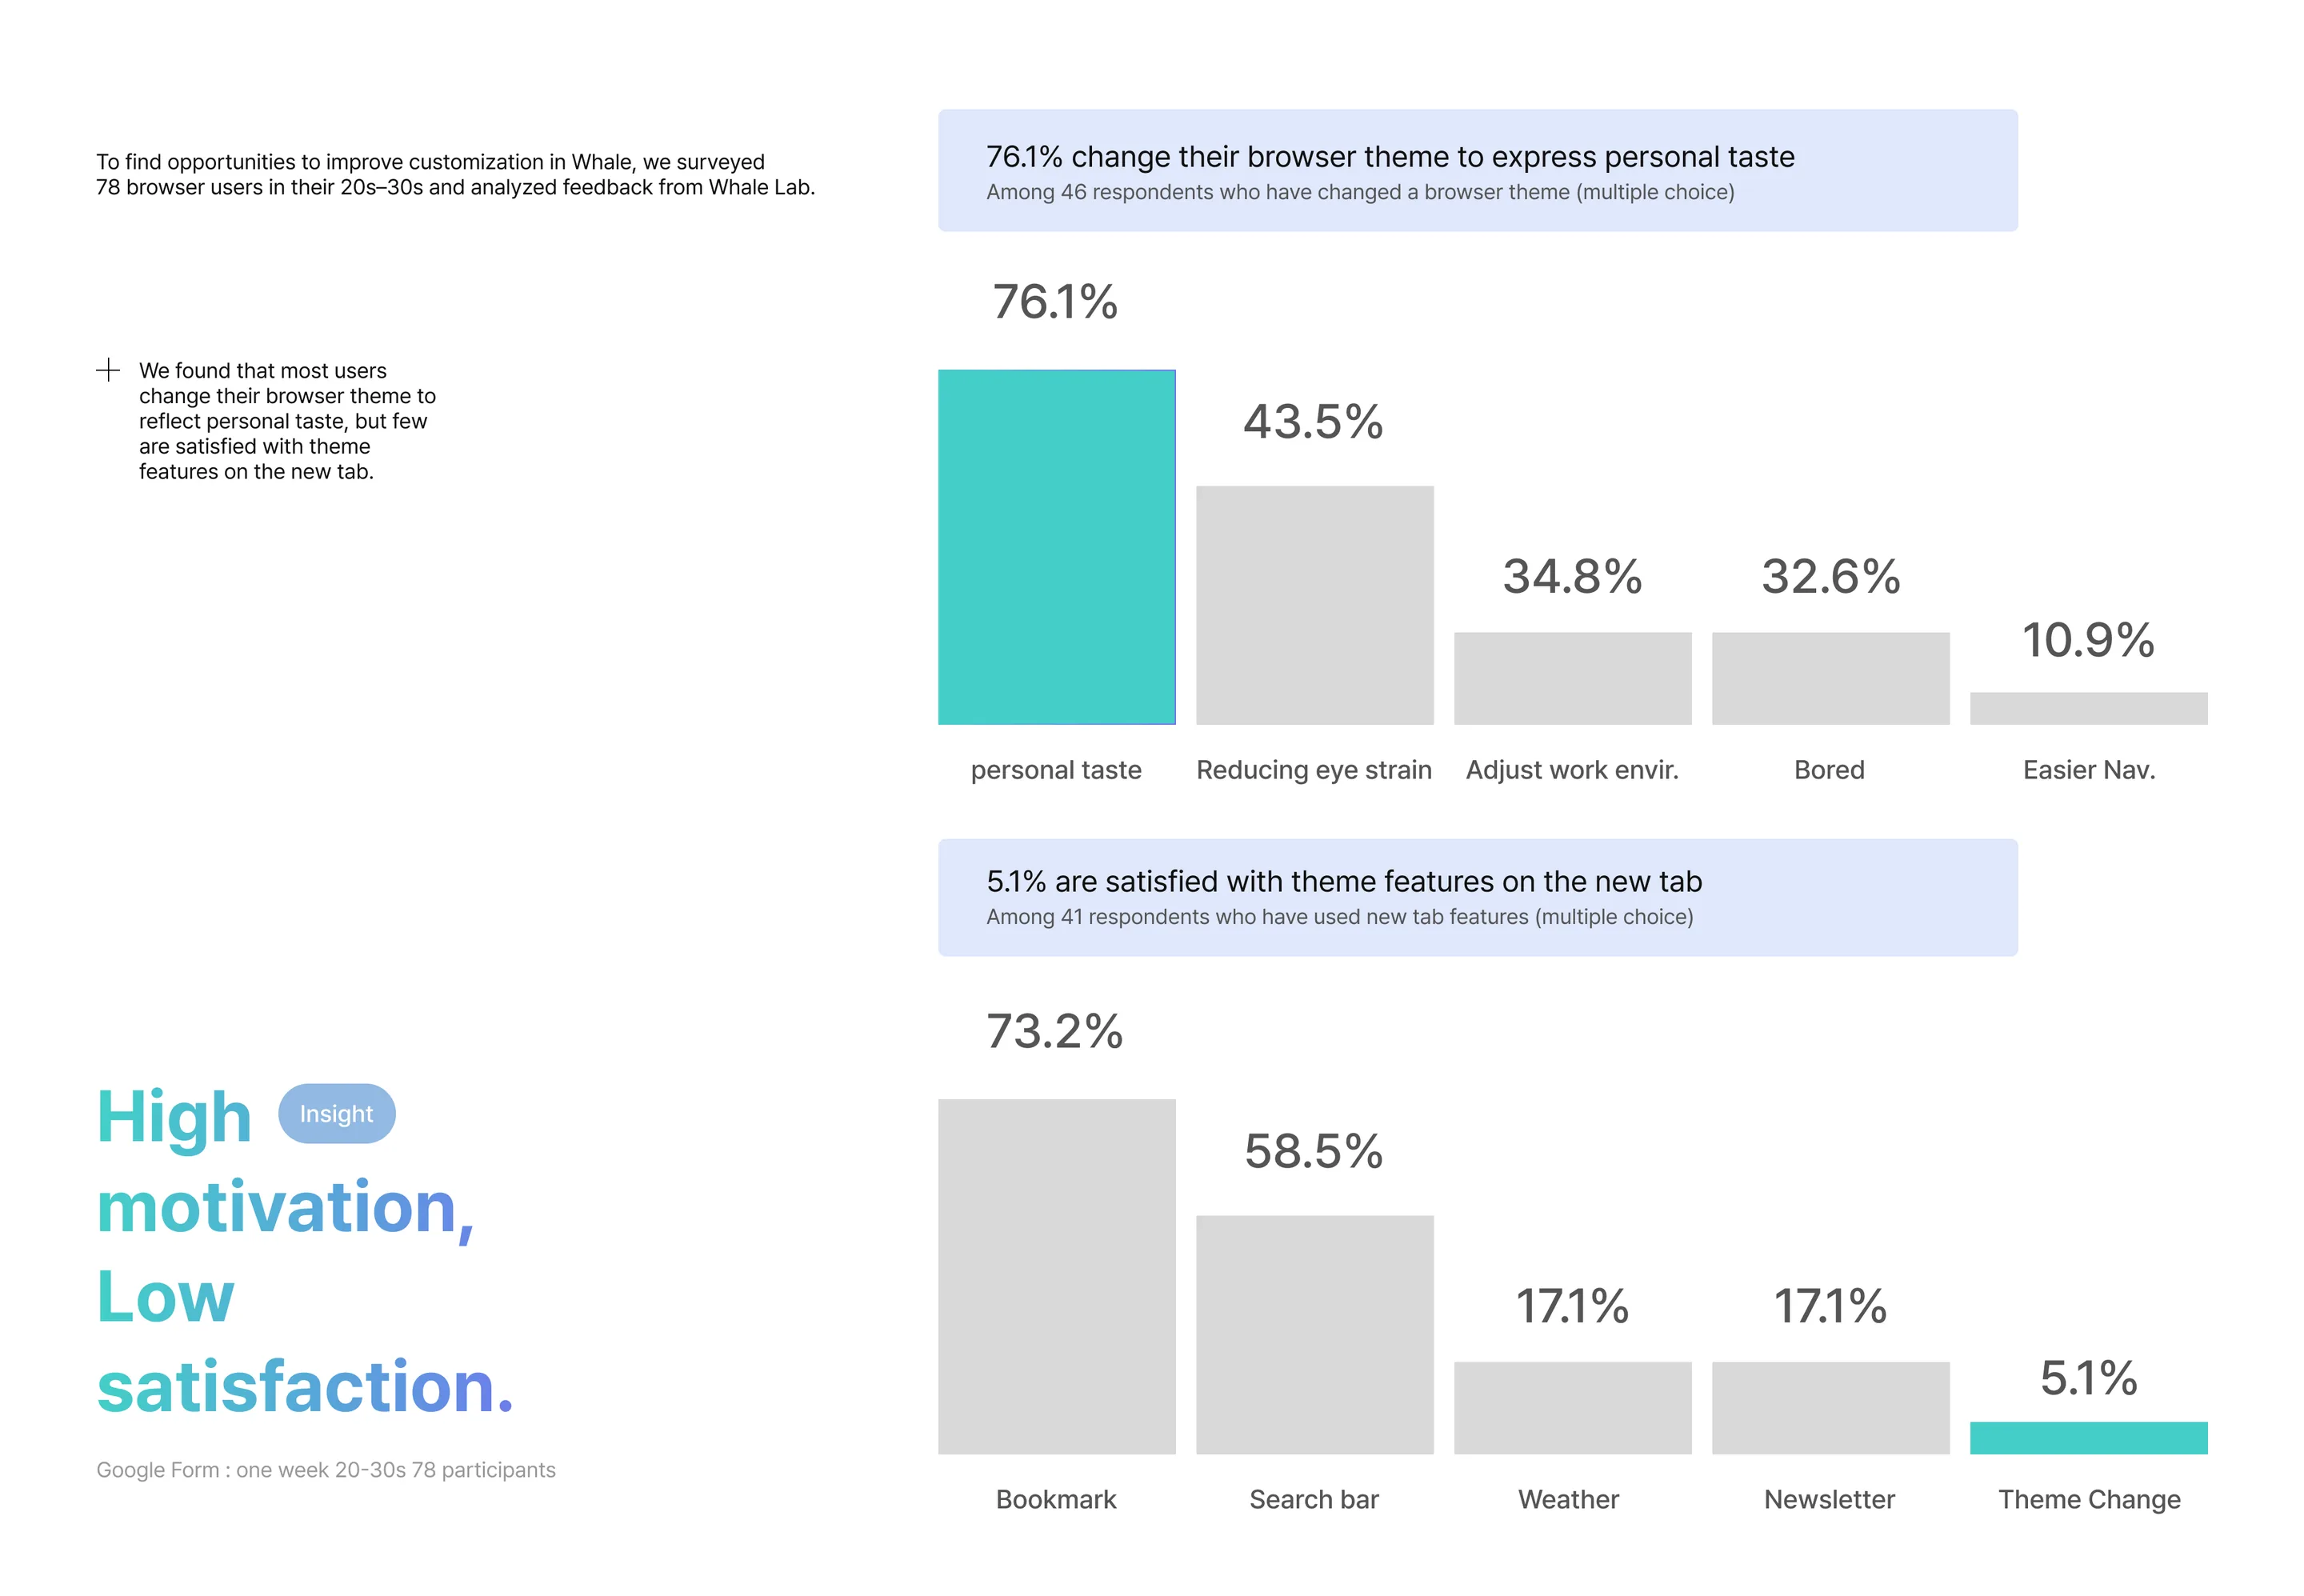 To find opportunities to improve customization in Whale, we surveyed
78 browser users in their 20s–30s and analyzed feedback from Whale Lab.
We found that most users
change their browser theme to
reflect personal taste, but few
are satisfied with theme
features on the new tab.
High
Insight
motivation,
Low
satisfaction.
Google Form : one week 20-30s 78 participants
76.1% change their browser theme to express personal taste
Among 46 respondents who have changed a browser theme (multiple choice)
76.1%
43.5%
34.8%
32.6%
10.9%
personal taste
Reducing eye strain
Adjust work envir.
Bored
Easier Nav.
5.1% are satisfied with theme features on the new tab
Among 41 respondents who have used new tab features (multiple choice)
73.2%
58.5%
17.1%
17.1%
5.1%
Bookmark
Search bar
Weather
Newsletter
Theme Change